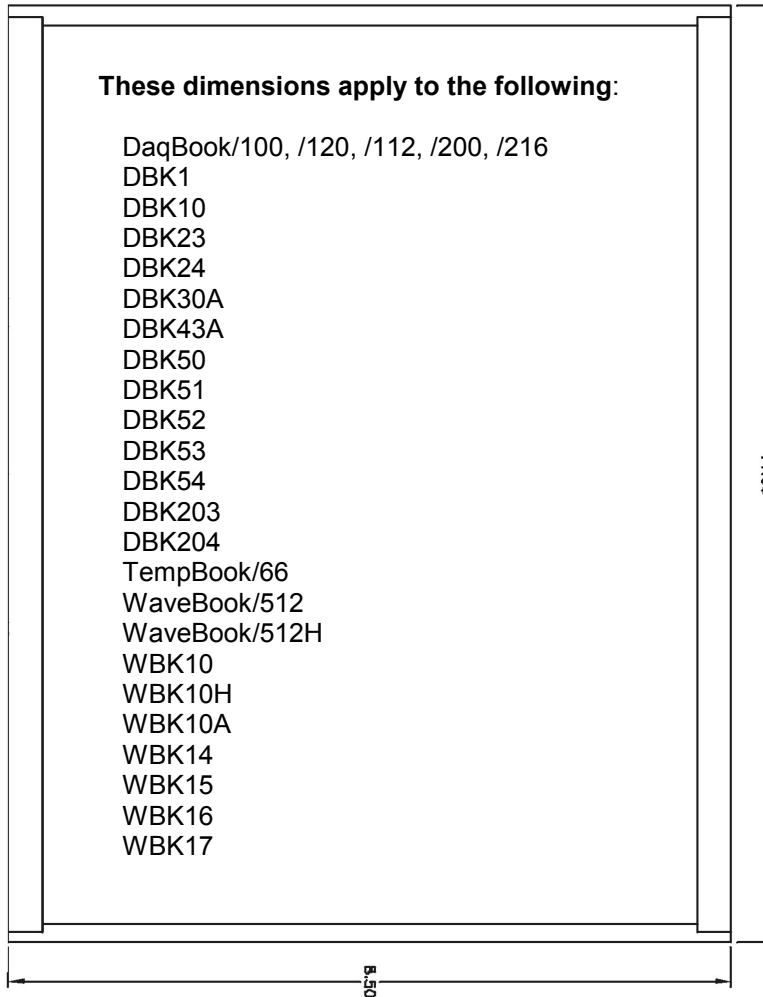 These dimensions apply to the following:
DaqBook/100, /120, /112, /200, /216
DBK1
DBK10
DBK23
DBK24
DBK30A
DBK43A
DBK50
DBK51
DBK52
DBK53
DBK54
DBK203
DBK204
TempBook/66
WaveBook/512
WaveBook/512H
WBK10
WBK10H
WBK10A
WBK14
WBK15
WBK16
WBK17
8.50